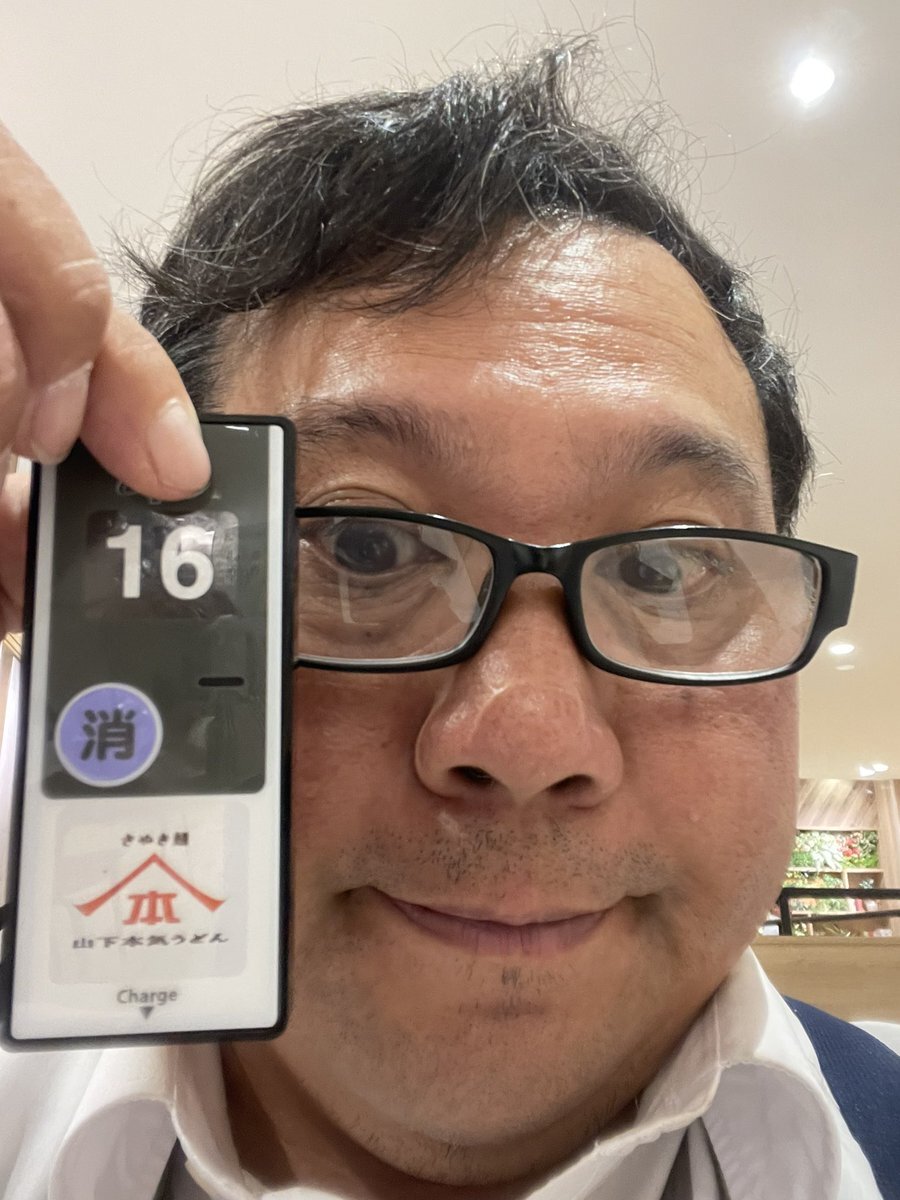 16
消
さぬき麺
本
山下本気うどん
Charge